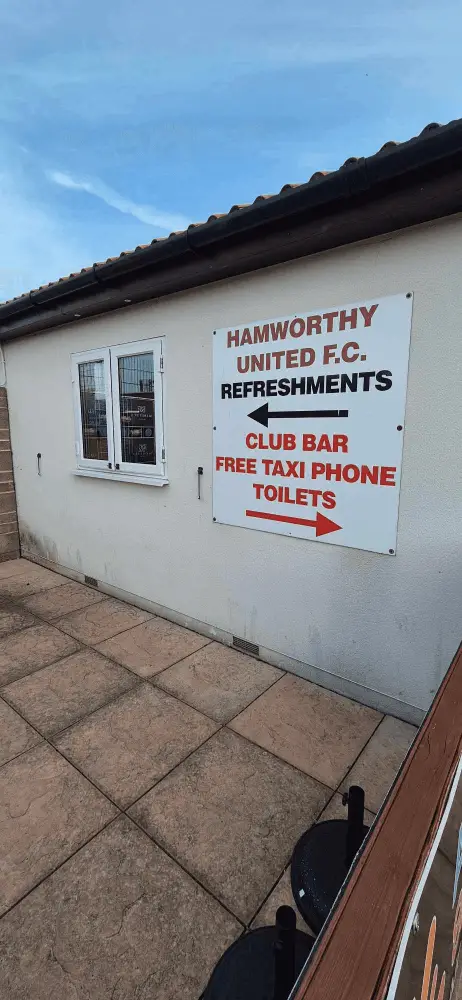 HAMWORTHY
UNITED F.C.
REFRESHMENTS
CLUB BAR
FREE TAXI PHONE
TOILETS